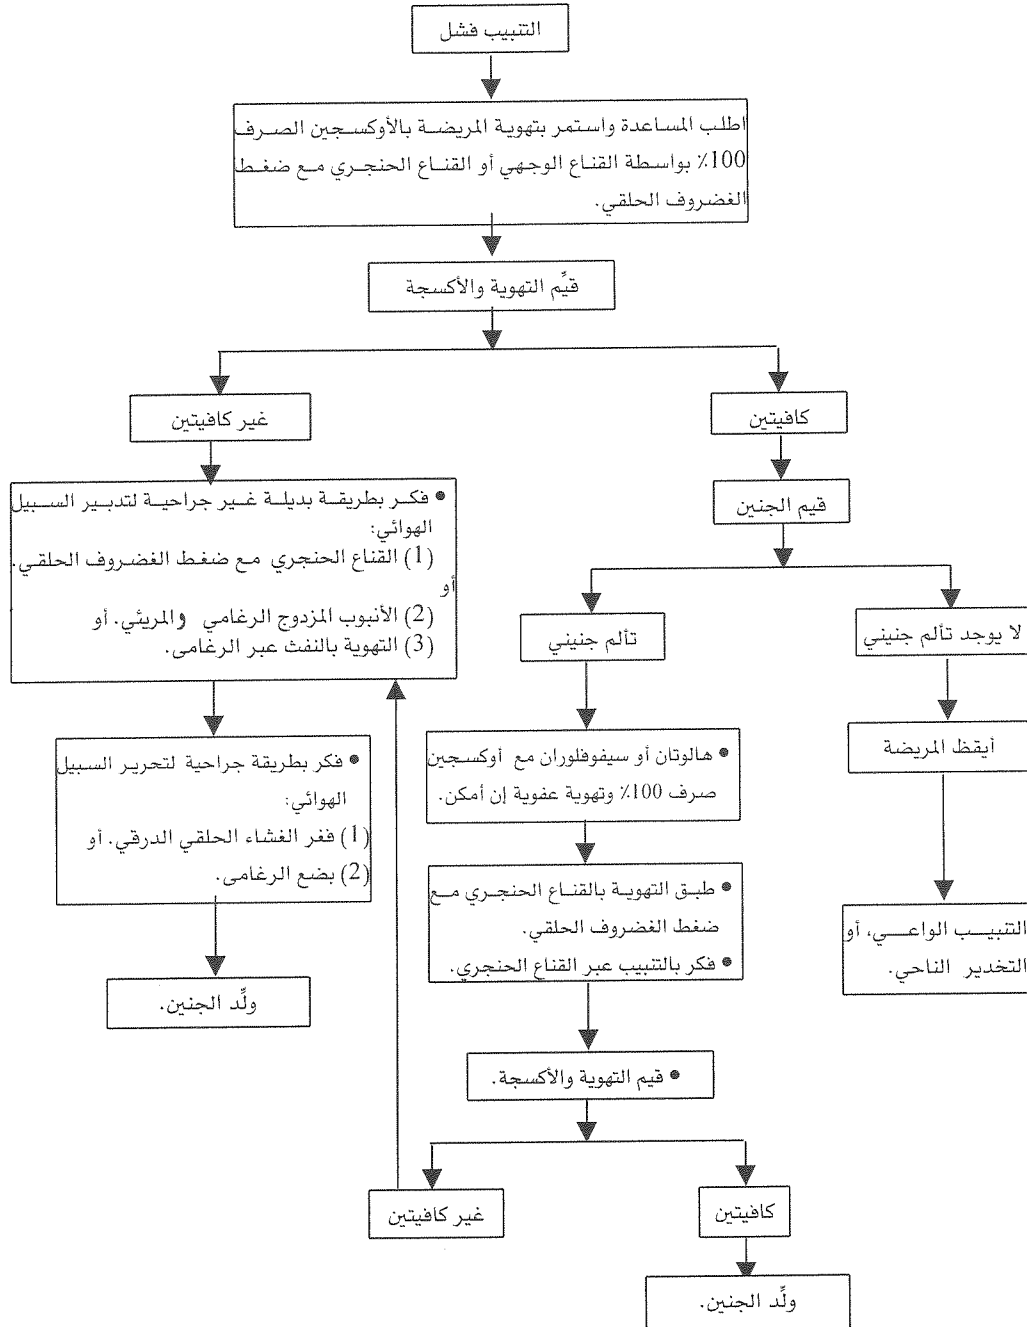 التنبيب فشل
اطلب المساعدة واستمر بتهوية المريضة بالأوكسجين الصرف
100٪ بواسطة القناع الوجهي أو القناع الحنجري مع ضغط
الغضروف الحلقي.
قيِّم التهوية والأكسجة
كافيتين
غير كافيتين
قيم الجنين
• فكر بطريقة بديلة غير جراحية لتدبير السبيل
الهوائي:
(1) القناع الحنجري مع ضغط الغضروف الحلقي.
أو
(2) الأنبوب المزدوج الرغامي والمريئي. أو
(3) التهوية بالنفث عبر الرغامى.
لا يوجد تألم جنيني
تألم جنيني
أيقظ المريضة
• هالوتان أو سيفوفلوران مع أوكسجين
صرف 100٪ وتهوية عفوية إن أمكن.
• فكر بطريقة جراحية لتحرير السبيل
الهوائي:
(1) فغر الغشاء الحلقي الدرقي. أو
(2) بضع الرغامى.
• طبق التهوية بالقناع الحنجري مع
ضغط الغضروف الحلقي.
• فكر بالتنبيب عبر القناع الحنجري.
التنبيب الواعي، أو
التخدير الناحي.
ولِّد الجنين.
• قيم التهوية والأكسجة.
كافيتين
غير كافيتين
ولِّد الجنين.